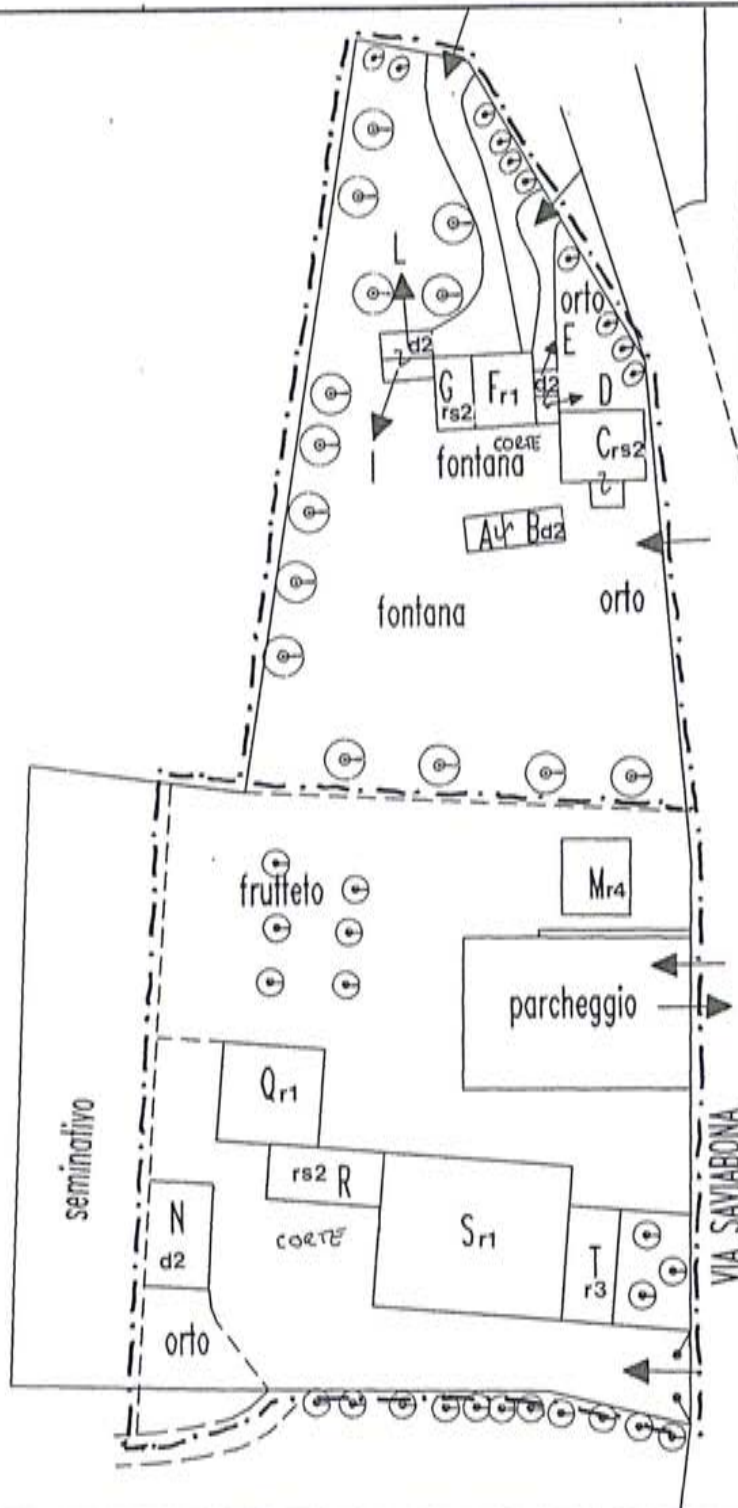 L
orto
d2
E
G
rs2
Fr1
d2
D
I
fontana
CORTE
Crs2
A
Bd2
fontana
orto
frutteto
Mr4
parcheggio
Qr1
seminativo
rs2 R
N
d2
CORTE
Sr1
T
r3
VIA SAVIABONA
orto